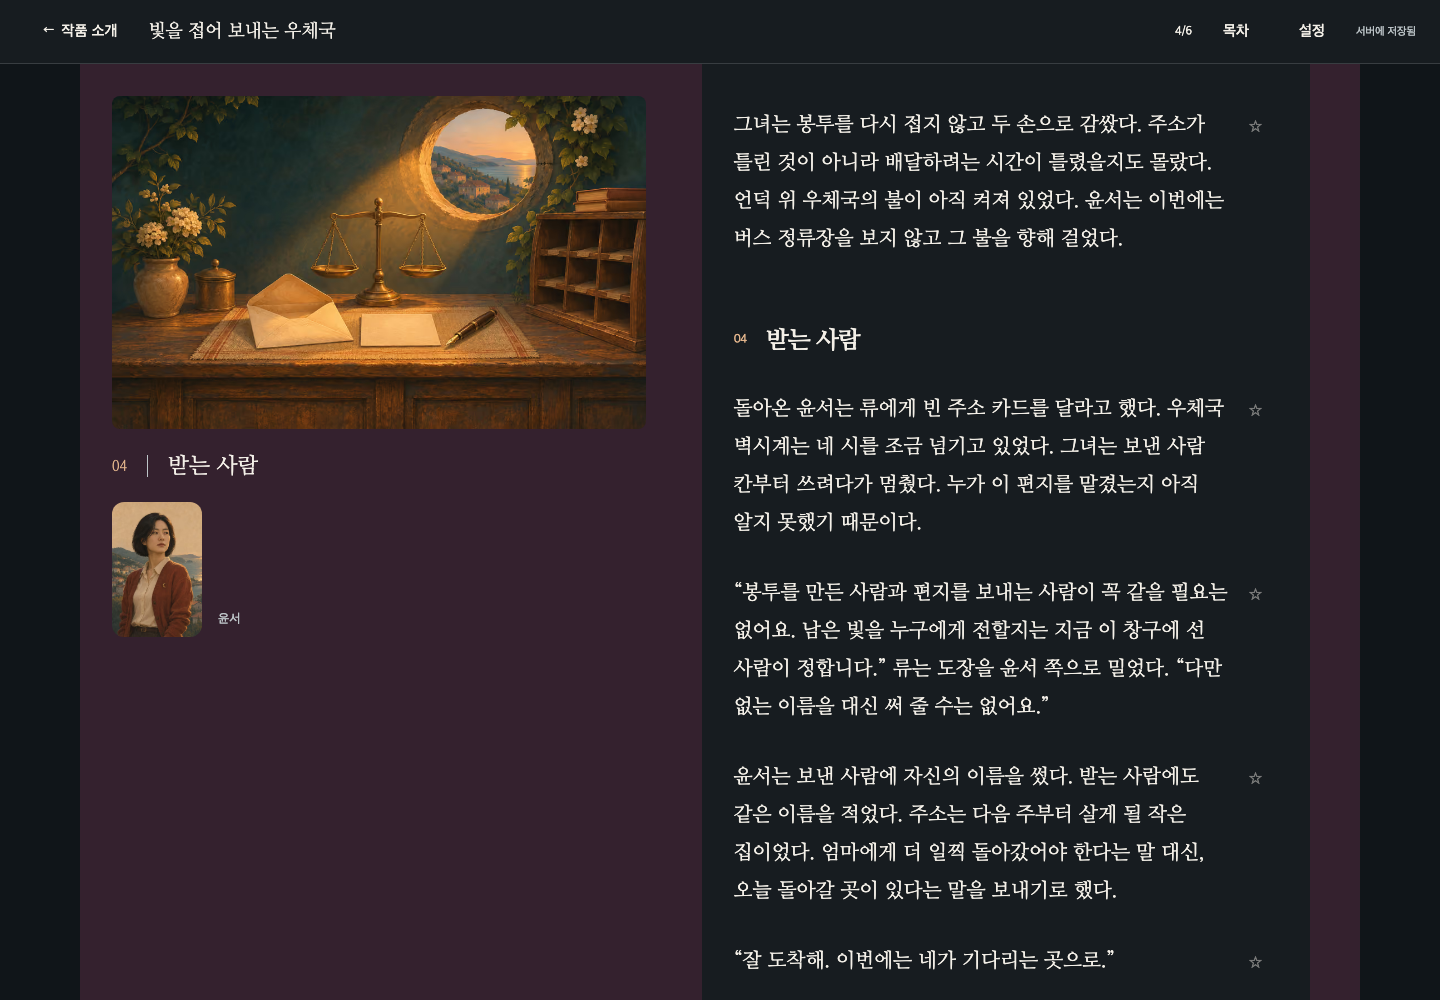 ← 작품 소개
빛을 접어 보내는 우체국
4/6
목차
설정
서버에 저장됨
04
받는 사람
윤서
그녀는 봉투를 다시 접지 않고 두 손으로 감쌌다. 주소가
틀린 것이 아니라 배달하려는 시간이 틀렸을지도 몰랐다.
언덕 위 우체국의 불이 아직 켜져 있었다. 윤서는 이번에는
버스 정류장을 보지 않고 그 불을 향해 걸었다.
04 받는 사람
돌아온 윤서는 류에게 빈 주소 카드를 달라고 했다. 우체국
벽시계는 네 시를 조금 넘기고 있었다. 그녀는 보낸 사람
칸부터 쓰려다가 멈췄다. 누가 이 편지를 맡겼는지 아직
알지 못했기 때문이다.
“봉투를 만든 사람과 편지를 보내는 사람이 꼭 같을 필요는
없어요. 남은 빛을 누구에게 전할지는 지금 이 창구에 선
사람이 정합니다.” 류는 도장을 윤서 쪽으로 밀었다. “다만
없는 이름을 대신 써 줄 수는 없어요.”
윤서는 보낸 사람에 자신의 이름을 썼다. 받는 사람에도
같은 이름을 적었다. 주소는 다음 주부터 살게 될 작은
집이었다. 엄마에게 더 일찍 돌아갔어야 한다는 말 대신,
오늘 돌아갈 곳이 있다는 말을 보내기로 했다.
“잘 도착해. 이번에는 네가 기다리는 곳으로.”